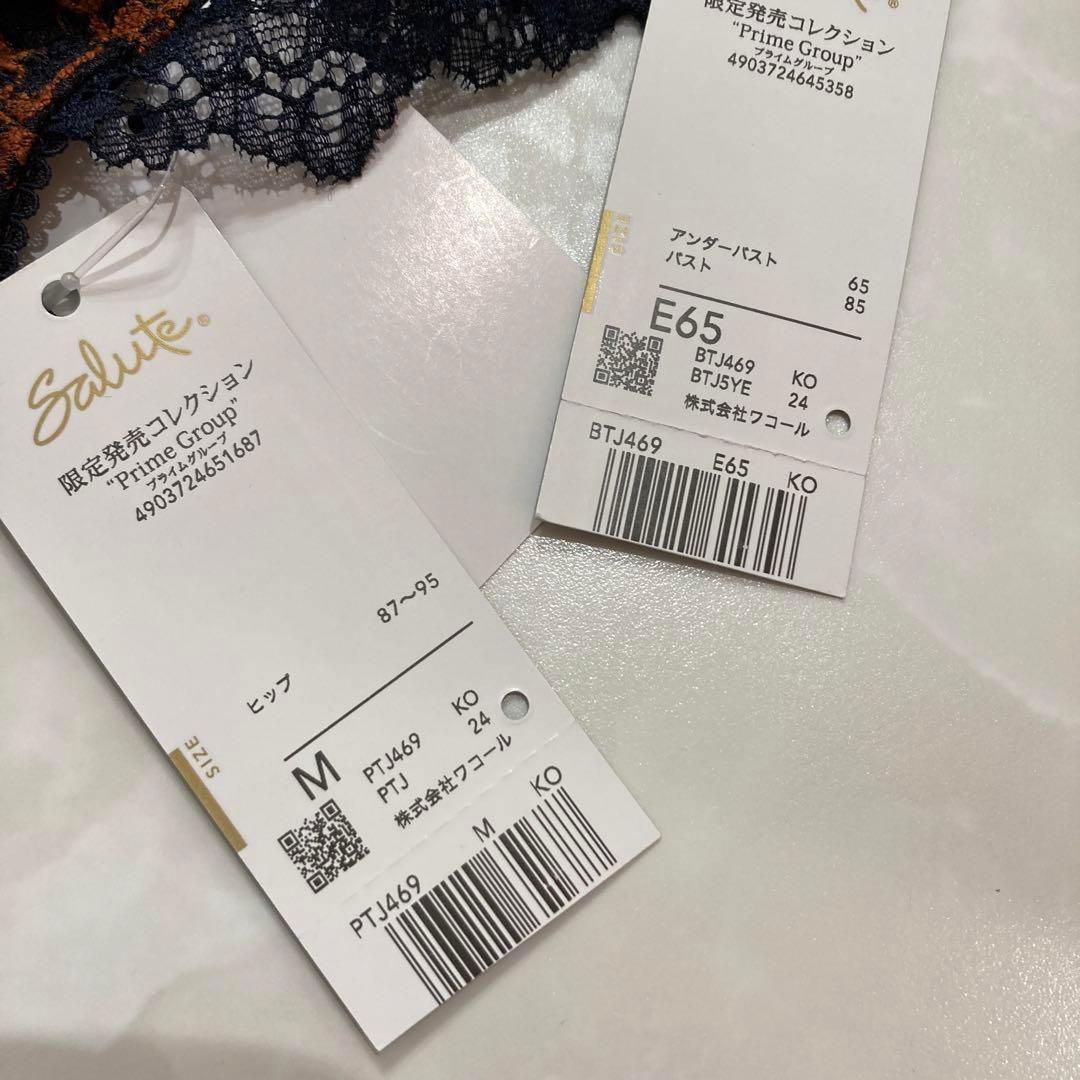 Salute®
限定発売コレクション
“Prime Group”
プライムグループ
4903724651687
ヒップ 87〜95
SIZE
M
PTJ469 KO
PTJ 24
株式会社ワコール
PTJ469 M KO
®
限定発売コレクション
“Prime Group”
プライムグループ
4903724645358
SIZE
アンダーバスト 65
バスト 85
E65
BTJ469 KO
BTJ5YE 24
株式会社ワコール
BTJ469 E65 KO